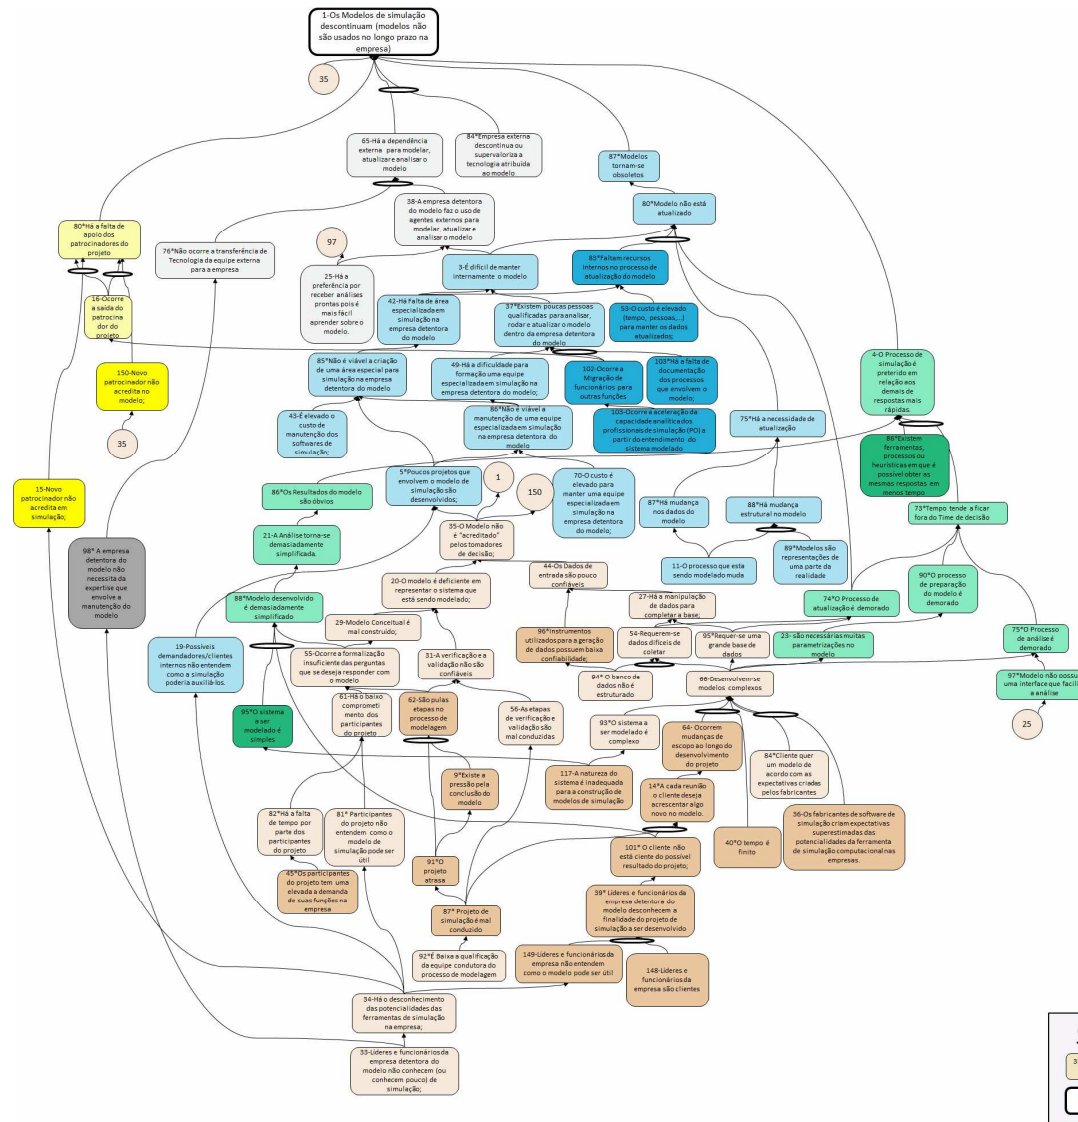 1-Os Modelos de simulação
descontinuam (modelos não
são usados no longo prazo na
empresa)
35
65-Há a dependência
externa para modelar,
atualizar e analisar o
modelo
84*Empresa externa
descontinua ou
supervaloriza a
tecnologia atribuída
ao modelo
87*Modelos
tornam-se
obsoletos
38-A empresa detentora
do modelo faz o uso de
agentes externos para
modelar, atualizar e
analisar o modelo
80*Modelo não está
atualizado
80*Há a falta de
apoio dos
patrocinadores do
projeto
76*Não ocorre a transferência de
Tecnologia da equipe externa
para a empresa
97
3-É difícil de manter
internamente o modelo
83*Faltam recursos
internos no processo de
atualização do modelo
25-Há a
preferência por
receber análises
prontas pois é
mais fácil
aprender sobre o
modelo.
16-Ocorre
a saída do
patrocina
dor do
projeto
42-Há Falta de área
especializada em
simulação na
empresa detentora
do modelo
37*Existem poucas pessoas
qualificadas para analisar,
rodar e atualizar o modelo
dentro da empresa detentora
do modelo
53-O custo é elevado
(tempo, pessoas,...)
para manter os dados
atualizados;
4-O Processo de
simulação é
preterido em
relação aos
demais de
respostas mais
rápidas.
150-Novo
patrocinador não
acredita no
modelo;
85*Não é viável a criação
de uma área especial para
simulação na empresa
detentora do modelo
49-Há a dificuldade para
formação uma equipe
especializada em simulação na
empresa detentora do modelo;
102-Ocorre a
Migração de
funcionários para
outras funções
103*Há a falta de
documentação
dos processos
que envolvem o
modelo;
35
43-É elevado o
custo de
manutenção dos
softwares de
simulação;
86*Não é viável a
manutenção de uma equipe
especializada em simulação
na empresa detentora do
modelo
103-Ocorre a aceleração da
capacidade analítica dos
profissionais de simulação (PO) a
partir do entendimento do
sistema modelado
75*Há a necessidade de
atualização
86*Existem
ferramentas,
processos ou
heurísticas em que é
possível obter as
mesmas respostas em
menos tempo
15-Novo
patrocinador não
acredita em
simulação;
86*Os Resultados do modelo
são óbvios
5*Poucos projetos que
envolvem o modelo de
simulação são
desenvolvidos;
1
150
70-O custo é
elevado para
manter uma equipe
especializada em
simulação na
empresa detentora
do modelo;
87*Há mudança
nos dados do
modelo
88*Há mudança
estrutural no modelo
73*Tempo tende a ficar
fora do Time de decisão
98* A empresa
detentora do
modelo não
necessita da
expertise que
envolve a
manutenção do
modelo
21-A Análise torna-se
demasiadamente
simplificada.
35-O Modelo não
é “acreditado”
pelos tomadores
de decisão;
11-O processo que esta
sendo modelado muda
89*Modelos são
representações de
uma parte da
realidade
44-Os Dados de
entrada são pouco
confiáveis
20-O modelo é deficiente em
representar o sistema que
está sendo modelado;
90*O processo
de preparação
do modelo é
demorado
74*O Processo de
atualização é demorado
88*Modelo desenvolvido
é demasiadamente
simplificado
27-Há a manipulação
de dados para
completar a base;
29-Modelo Conceitual é
mal construído;
96*Instrumentos
utilizados para a geração
de dados possuem baixa
confiabilidade;
54-Requerem-se
dados difíceis de
coletar
95*Requer-se uma
grande base de
dados
23- são necessárias muitas
parametrizações no
modelo
75*O Processo
de análise é
demorado
19-Possíveis
demandadores/clientes
internos não entendem
como a simulação
poderia auxiliá-los.
55-Ocorre a formalização
insuficiente das perguntas
que se deseja responder com
o modelo
31-A verificação e a
validação não são
confiáveis
94* O banco de
dados não é
estruturado
66-Desenvolvem-se
modelos complexos
97*Modelo não possui
uma interface que facilita
a análise
25
95*O sistema
a ser
modelado é
simples
61-Há o baixo
comprometi
mento dos
participantes
do projeto
62-São pulas
etapas no
processo de
modelagem
56-As etapas
de verificação e
validação são
mal conduzidas
93*O sistema a
ser modelado é
complexo
64- Ocorrem
mudanças de
escopo ao longo do
desenvolvimento
do projeto
84*Cliente quer
um modelo de
acordo com as
expectativas criadas
pelos fabricantes
9*Existe a
pressão pela
conclusão do
modelo
117-A natureza do
sistema é inadequada
para a construção de
modelos de simulação
14*A cada reunião
o cliente deseja
acrescentar algo
novo no modelo.
82*Há a falta
de tempo por
parte dos
participantes
do projeto
81* Participantes
do projeto não
entendem como o
modelo de
simulação pode ser
útil
40*O tempo é
finito
36-Os fabricantes de software de
simulação criam expectativas
superestimadas das
potencialidades da ferramenta
de simulação computacional nas
empresas.
91*O
projeto
atrasa
101* O cliente não
está ciente do possível
resultado do projeto;
45*Os participantes
do projeto tem uma
elevada a demanda
de suas funções na
empresa
39* Lideres e funcionários da
empresa detentora do
modelo desconhecem a
finalidade do projeto de
simulação a ser desenvolvido
87* Projeto de
simulação é mal
conduzido
92*É Baixa a qualificação
da equipe condutora do
processo de modelagem
149-Líderes e funcionários da
empresa não entendem
como o modelo pode ser útil
148-Lideres e
funcionários da
empresa são clientes
34-Há o desconhecimento
das potencialidades das
ferramentas de simulação
na empresa;
33-Lideres e funcionários da
empresa detentora do
modelo não conhecem (ou
conhecem pouco) de
simulação;